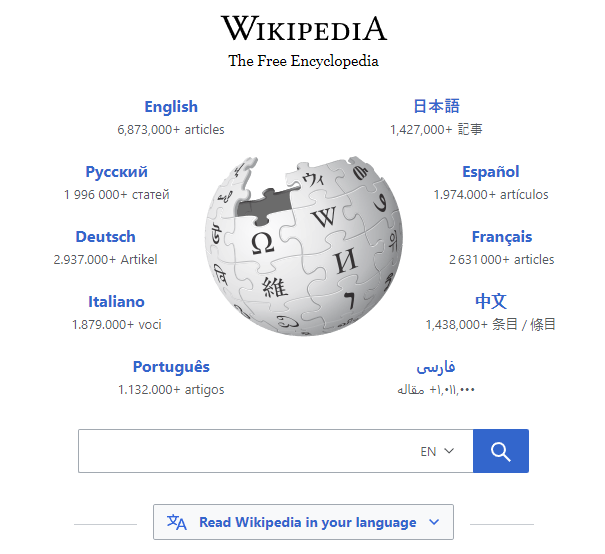 WIKIPEDIA
The Free Encyclopedia
English
6,873,000+ articles
日本語
1,427,000+ 記事
Русский
1 996 000+ статей
Español
1.974.000+ artículos
Deutsch
2.937.000+ Artikel
Français
2 631 000+ articles
Italiano
1.879.000+ voci
中文
1,438,000+ 条目 / 條目
Português
1.132.000+ artigos
فارسی
۱٬۰۱۱٬۰۰۰+ مقاله
Ω
W
ウィ
維
И
EN
Read Wikipedia in your language